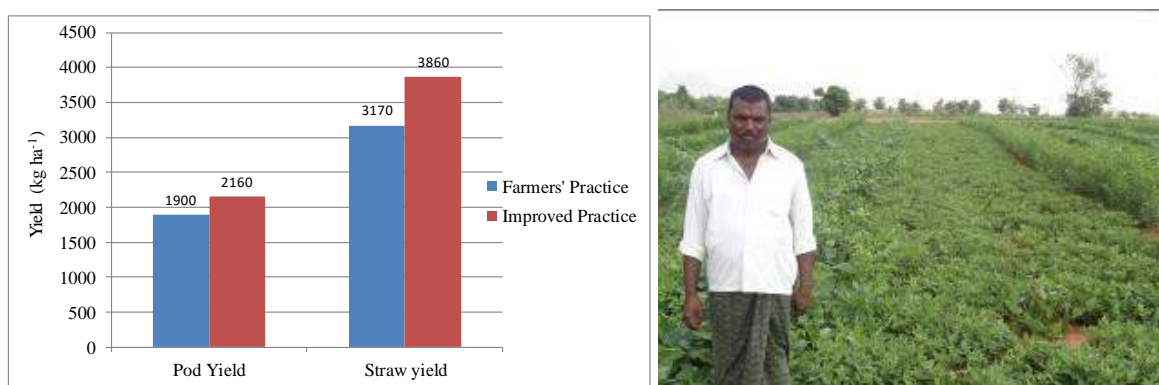 4500
4000
3500
3000
2500
2000
1500
1000
500
0
Yield (kg ha⁻¹)
1900
2160
3170
3860
Pod Yield
Straw yield
Farmers' Practice
Improved Practice